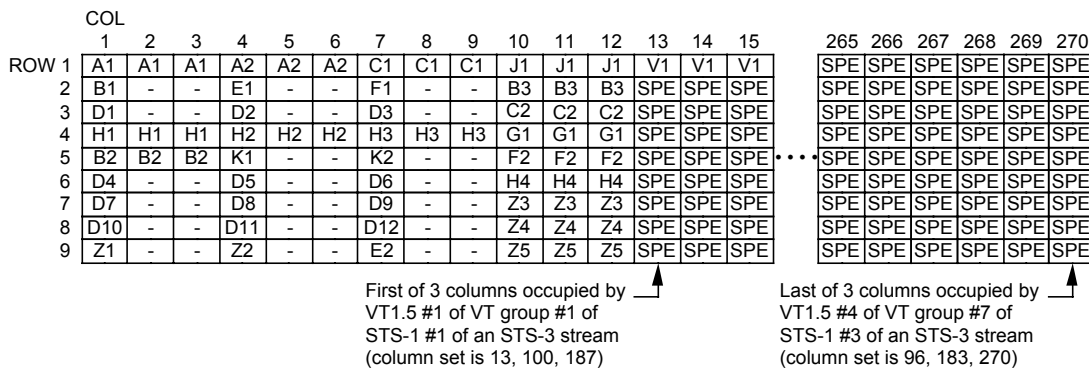 COL
1 2 3 4 5 6 7 8 9 10 11 12 13 14 15 265 266 267 268 269 270
ROW 1 A1 A1 A1 A2 A2 A2 C1 C1 C1 J1 J1 J1 V1 V1 V1 SPE SPE SPE SPE SPE SPE
2 B1 - - E1 - - F1 - - B3 B3 B3 SPE SPE SPE SPE SPE SPE SPE SPE SPE
3 D1 - - D2 - - D3 - - C2 C2 C2 SPE SPE SPE SPE SPE SPE SPE SPE SPE
4 H1 H1 H1 H2 H2 H2 H3 H3 H3 G1 G1 G1 SPE SPE SPE SPE SPE SPE SPE SPE SPE
5 B2 B2 B2 K1 - - K2 - - F2 F2 F2 SPE SPE SPE • • • • SPE SPE SPE SPE SPE SPE
6 D4 - - D5 - - D6 - - H4 H4 H4 SPE SPE SPE SPE SPE SPE SPE SPE SPE
7 D7 - - D8 - - D9 - - Z3 Z3 Z3 SPE SPE SPE SPE SPE SPE SPE SPE SPE
8 D10 - - D11 - - D12 - - Z4 Z4 Z4 SPE SPE SPE SPE SPE SPE SPE SPE SPE
9 Z1 - - Z2 - - E2 - - Z5 Z5 Z5 SPE SPE SPE SPE SPE SPE SPE SPE SPE
First of 3 columns occupied by
VT1.5 #1 of VT group #1 of
STS-1 #1 of an STS-3 stream
(column set is 13, 100, 187)
Last of 3 columns occupied by
VT1.5 #4 of VT group #7 of
STS-1 #3 of an STS-3 stream
(column set is 96, 183, 270)